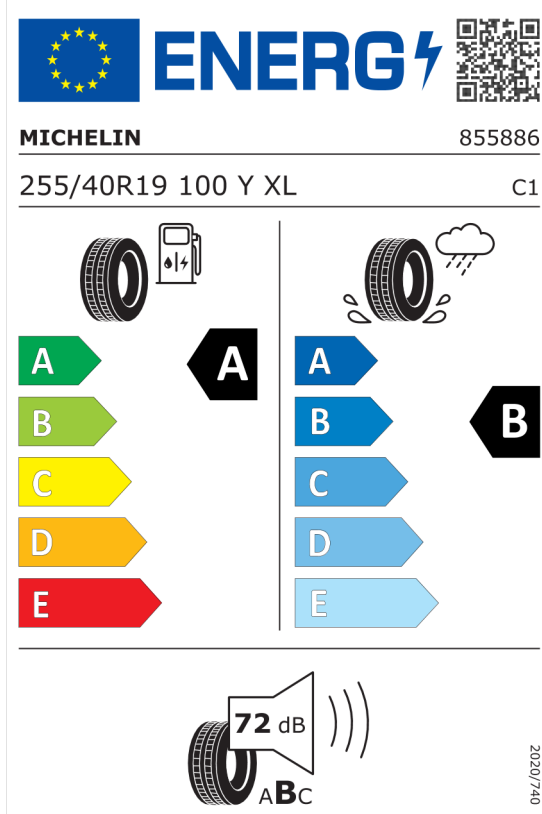 ENERG
MICHELIN 855886
255/40R19 100 Y XL C1
A A
B
C
D
E
A
B B
C
D
E
72 dB
ABC
2020/740